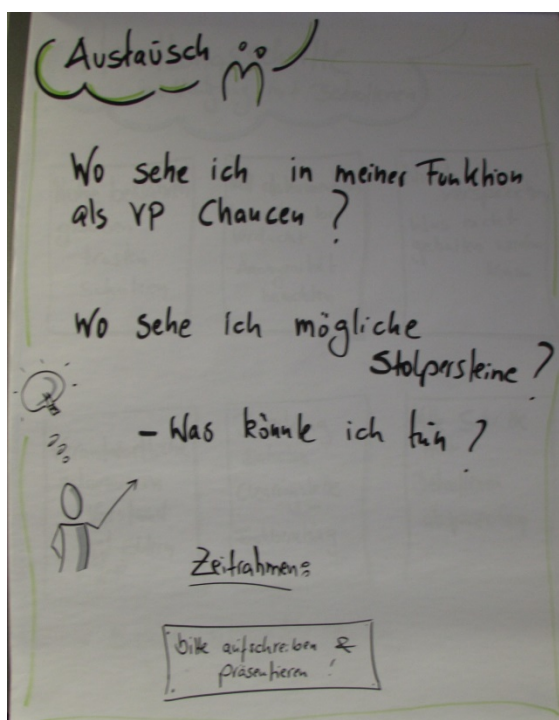 Austausch
Wo sehe ich in meiner Funktion
als VP Chancen?
Wo sehe ich mögliche
Stolpersteine?
- Was könnte ich tun?
Zeitrahmen:
bitte aufschreiben &
präsentieren!